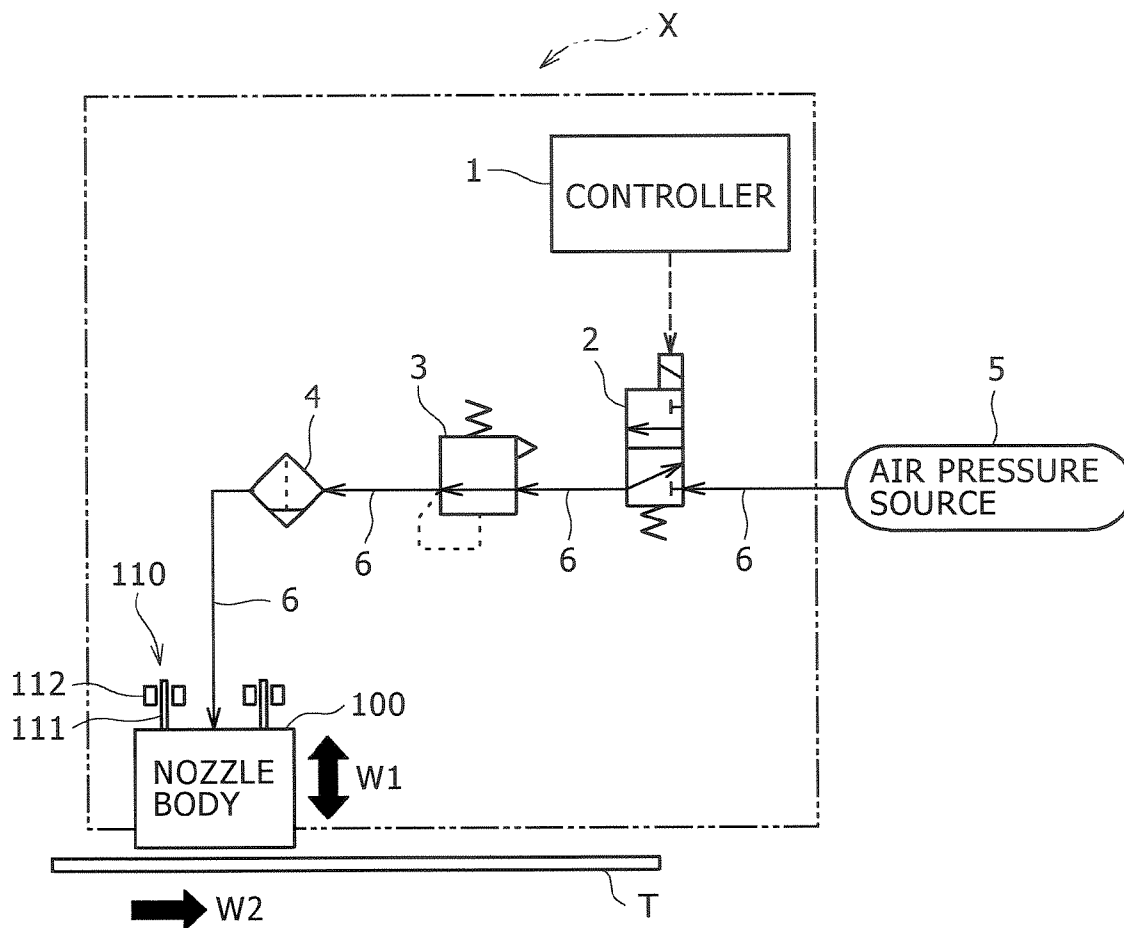 X
1
CONTROLLER
2
3
4
5
AIR PRESSURE
SOURCE
6
6
6
6
110
112
111
100
NOZZLE
BODY
W1
W2
T